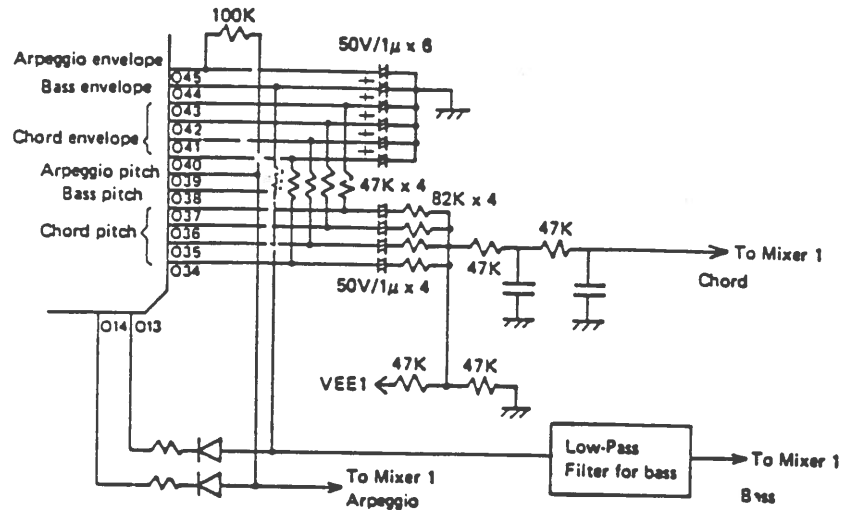 100K
50V/1μ x 6
Arpeggio envelope
O45
Bass envelope
O44
O43
O42
Chord envelope
O41
O40
Arpeggio pitch
O39
Bass pitch
O38
47K x 4
82K x 4
O37
Chord pitch
O36
O35
O34
47K
47K
To Mixer 1
Chord
50V/1μ x 4
O14
O13
47K
47K
VEE1
Low-Pass
Filter for bass
To Mixer 1
Bass
To Mixer 1
Arpeggio